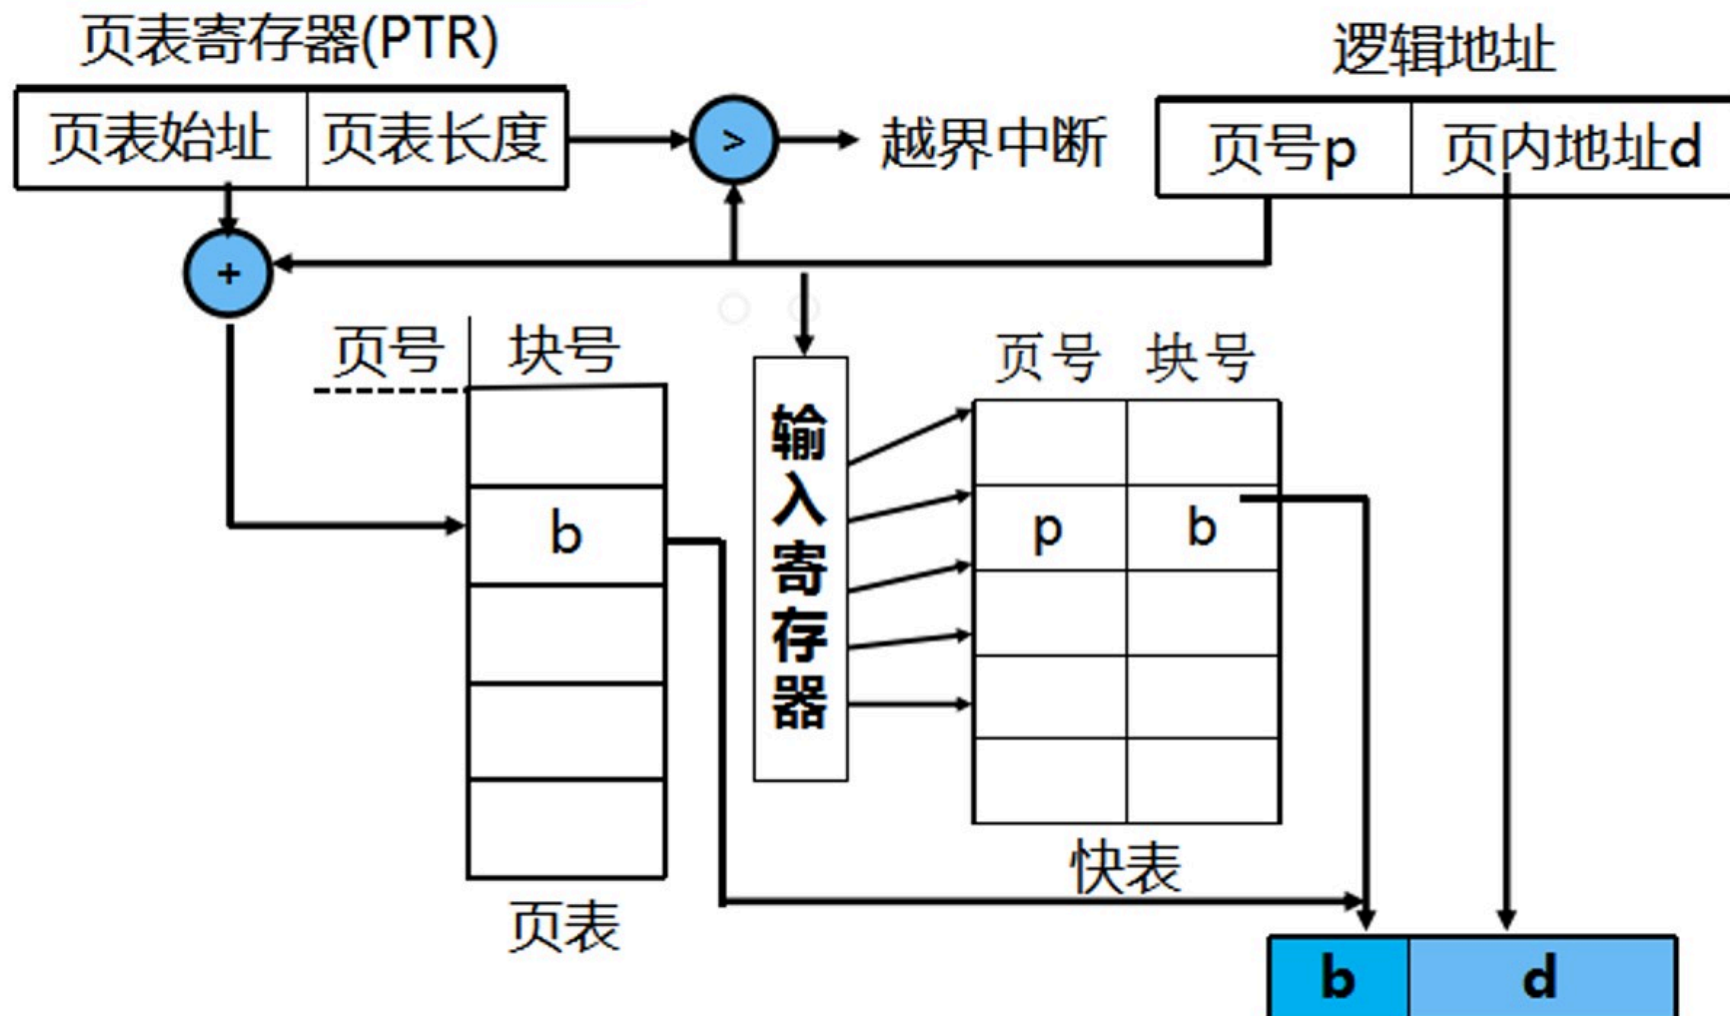 页表寄存器(PTR)
逻辑地址
页表始址 页表长度
>
越界中断
页号p 页内地址d
+
页号 块号
b
页表
输入寄存器
页号 块号
p b
快表
b d